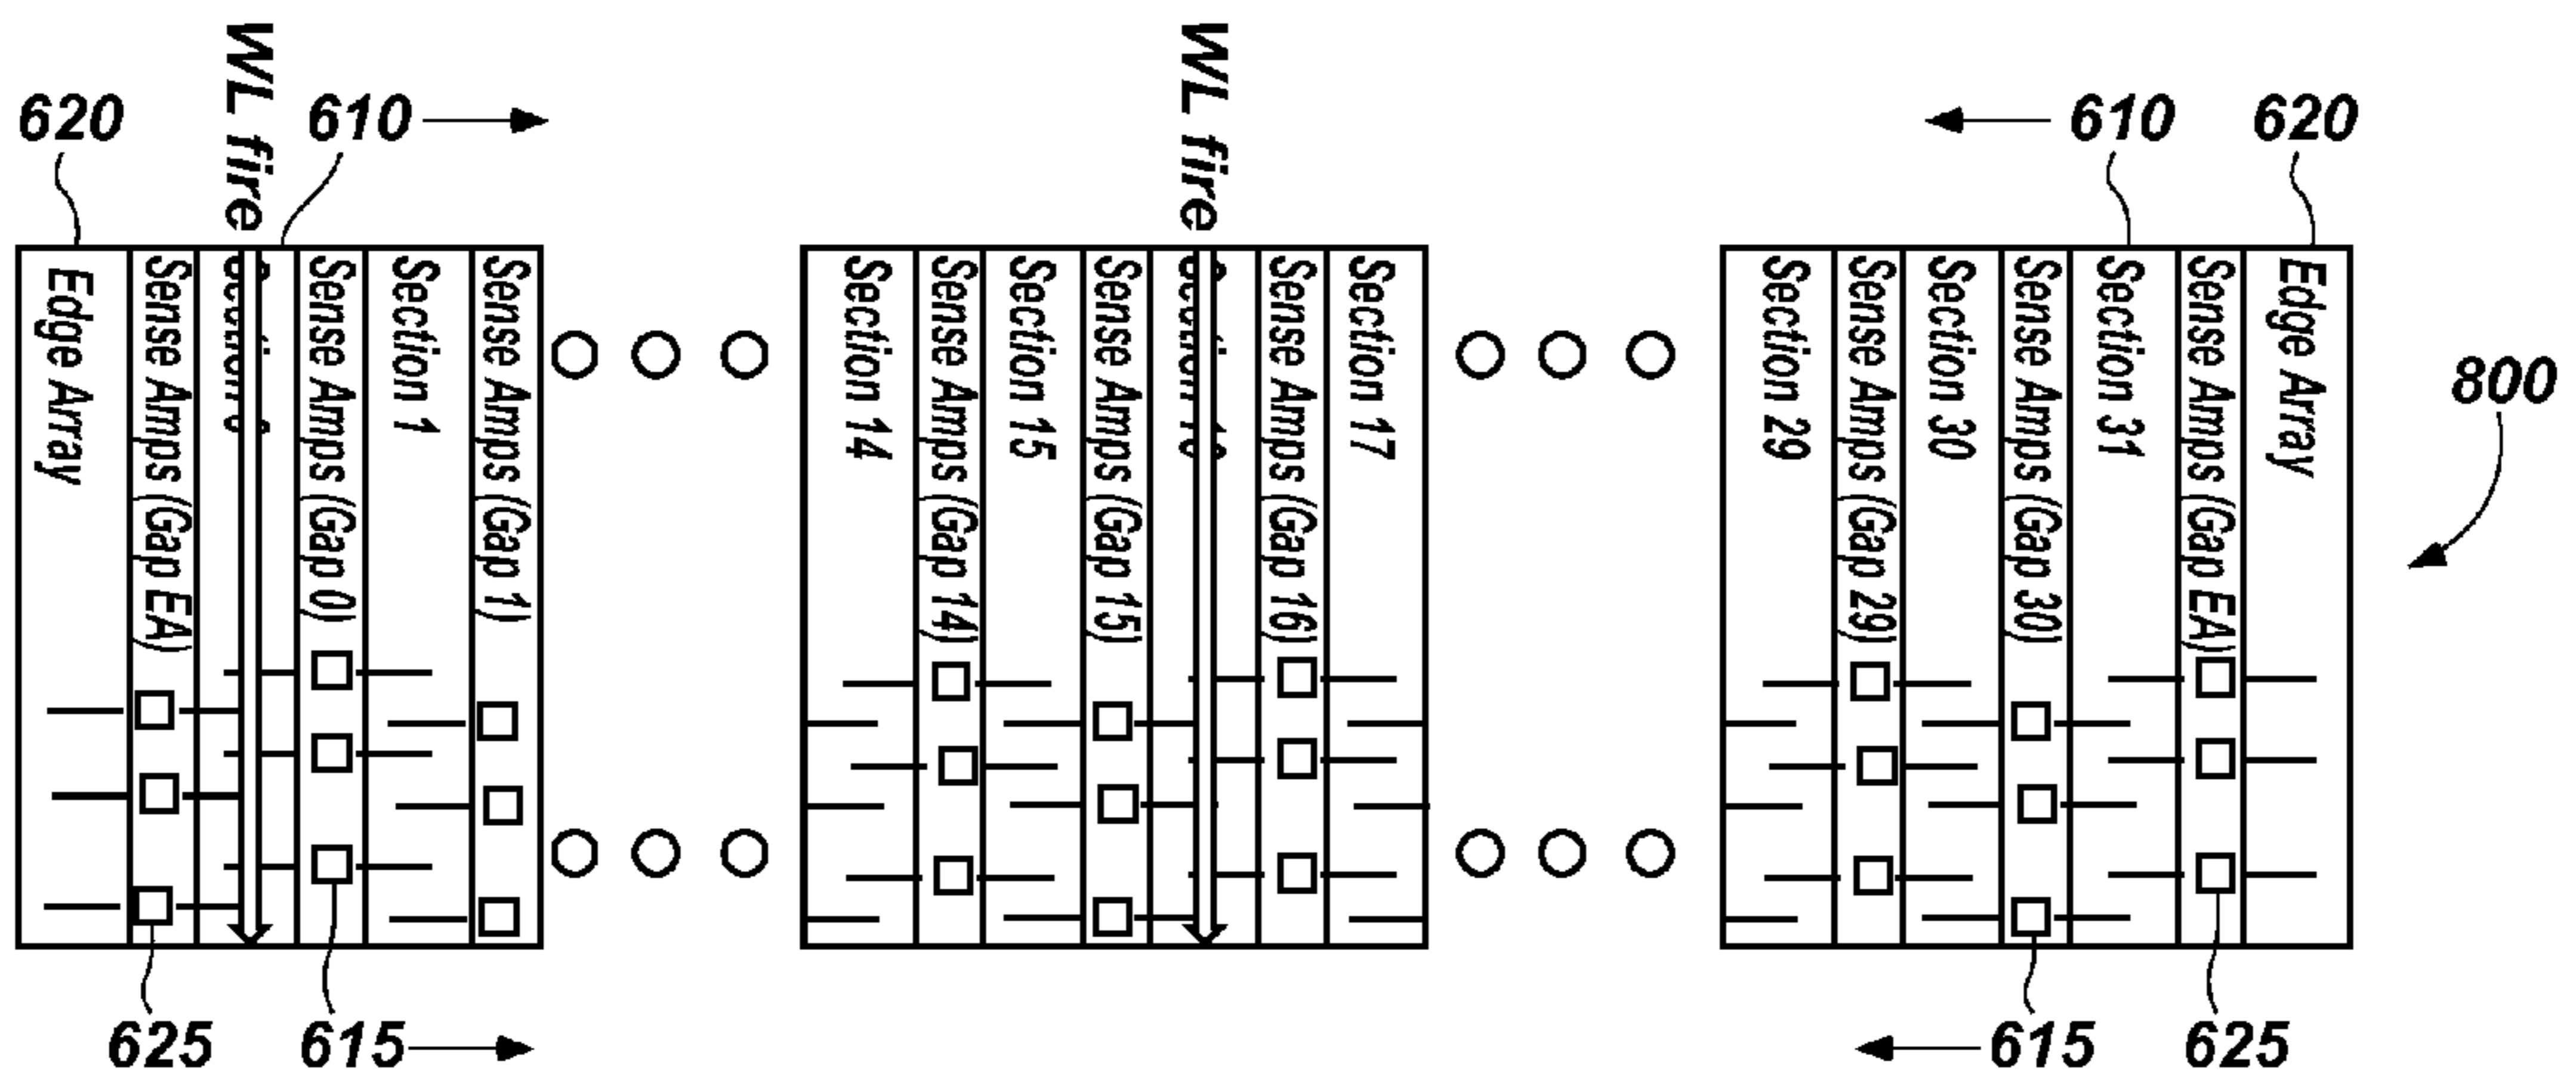 WL fire
WL fire
620
610
610
620
Edge Array
Sense Amps (Gap EA)
Sense Amps (Gap 0)
Section 1
Sense Amps (Gap 1)
Section 14
Sense Amps (Gap 14)
Section 15
Sense Amps (Gap 15)
Sense Amps (Gap 16)
Section 17
Section 29
Sense Amps (Gap 29)
Section 30
Sense Amps (Gap 30)
Section 31
Sense Amps (Gap EA)
Edge Array
800
625
615
615
625